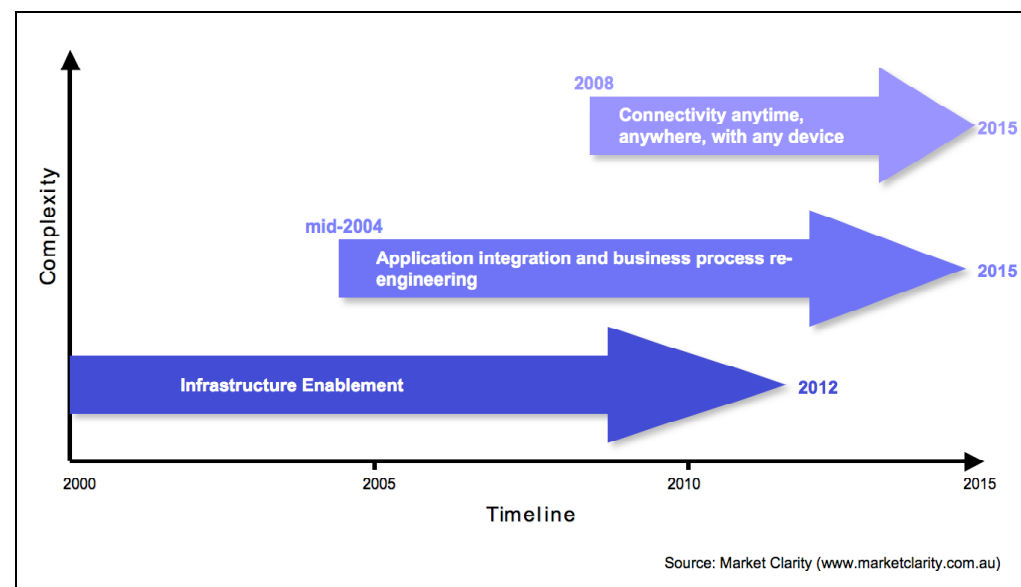 2008
Connectivity anytime,
anywhere, with any device
2015
mid-2004
Application integration and business process re-
engineering
2015
Infrastructure Enablement
2012
Complexity
2000
2005
2010
2015
Timeline
Source: Market Clarity (www.marketclarity.com.au)